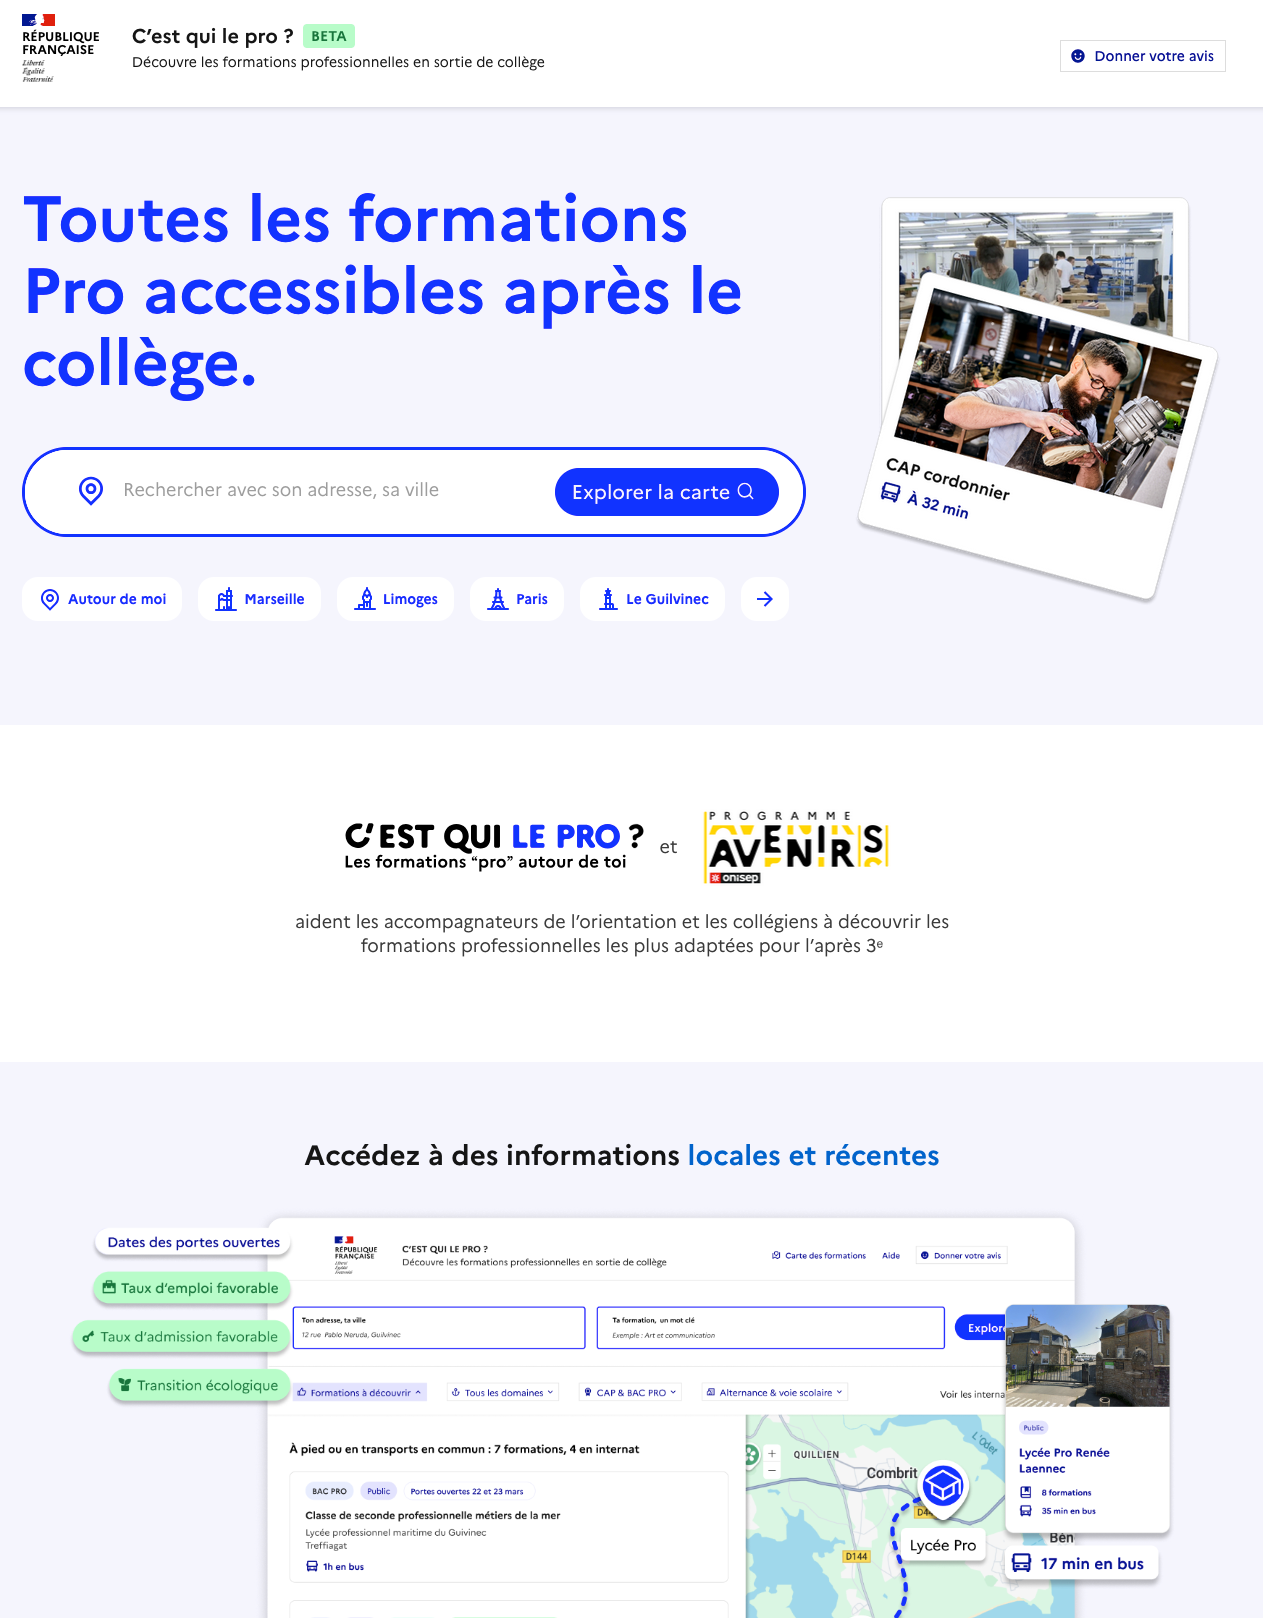 RÉPUBLIQUE
FRANÇAISE
Liberté
Égalité
Fraternité
C'est qui le pro ? BETA
Découvre les formations professionnelles en sortie de collège
Donner votre avis
Toutes les formations
Pro accessibles après le
collège.
Rechercher avec son adresse, sa ville
Explorer la carte
Autour de moi
Marseille
Limoges
Paris
Le Guilvinec
CAP cordonnier
À 32 min
C'EST QUI LE PRO ?
Les formations “pro” autour de toi
et
PROGRAMME
AVENIRS
onisep
aident les accompagnateurs de l'orientation et les collégiens à découvrir les
formations professionnelles les plus adaptées pour l'après 3ᵉ
Accédez à des informations locales et récentes
Dates des portes ouvertes
Taux d'emploi favorable
Taux d'admission favorable
Transition écologique
RÉPUBLIQUE
FRANÇAISE
Liberté
Égalité
Fraternité
C'EST QUI LE PRO ?
Découvre les formations professionnelles en sortie de collège
Carte des formations
Aide
Donner votre avis
Ton adresse, ta ville
12 rue Pablo Neruda, Guilvinec
Ta formation, un mot clé
Exemple : Art et communication
Explore
Formations à découvrir
Tous les domaines
CAP & BAC PRO
Alternance & voie scolaire
Voir les interna
À pied ou en transports en commun : 7 formations, 4 en internat
BAC PRO
Public
Portes ouvertes 22 et 23 mars
Classe de seconde professionnelle métiers de la mer
Lycée professionnel maritime du Guivinec
Treffiagat
1h en bus
QUILLIEN
L'Odet
Combrit
D44
D144
Lycée Pro
Bén
Public
Lycée Pro Renée
Laennec
8 formations
35 min en bus
17 min en bus